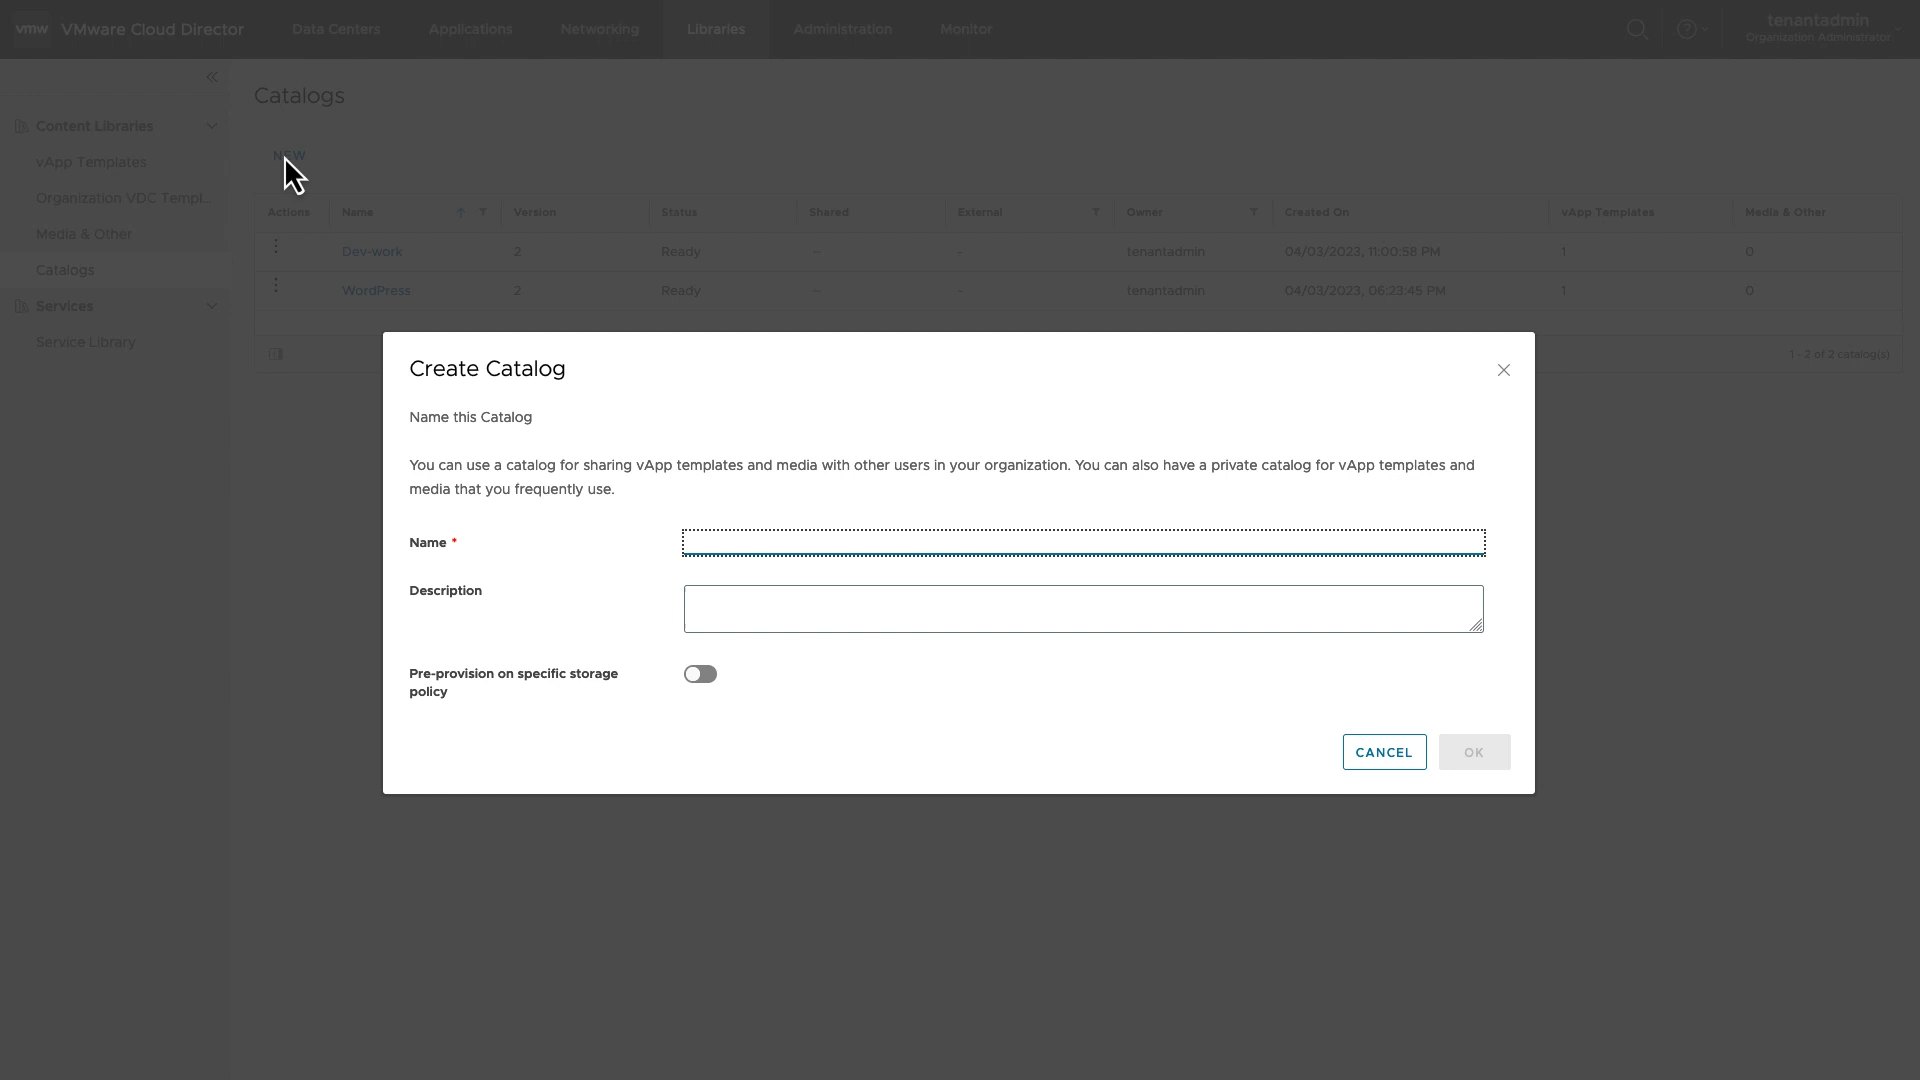 vmw VMware Cloud Director Data Centers Applications Networking Libraries Administration Monitor tenantadmin
Organization Administrator
Catalogs
Content Libraries
vApp Templates
Organization VDC Templ...
Media & Other
Catalogs
Services
Service Library
NEW
Actions Name Version Status Shared External Owner Created On vApp Templates Media & Other
Dev-work 2 Ready – – tenantadmin 04/03/2023, 11:00:58 PM 1 0
WordPress 2 Ready – – tenantadmin 04/03/2023, 06:23:45 PM 1 0
1 - 2 of 2 catalog(s)
Create Catalog
Name this Catalog
You can use a catalog for sharing vApp templates and media with other users in your organization. You can also have a private catalog for vApp templates and
media that you frequently use.
Name *
Description
Pre-provision on specific storage
policy
CANCEL OK